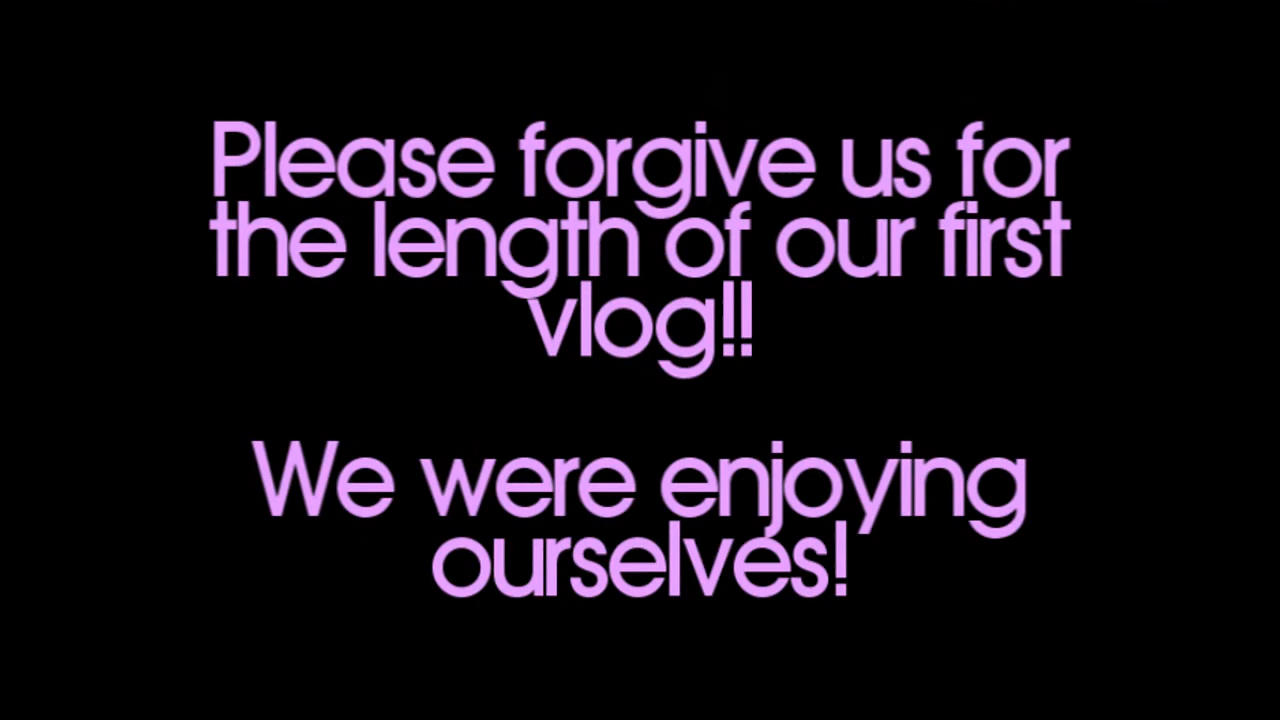 Please forgive us for
the length of our first
vlog!!
We were enjoying
ourselves!